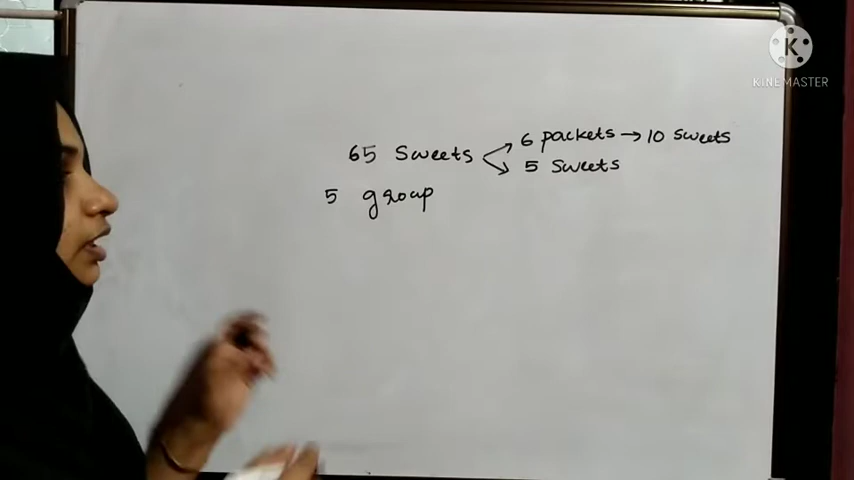 K
KINEMASTER
6 packets → 10 sweets
65 Sweets
5 Sweets
5 group